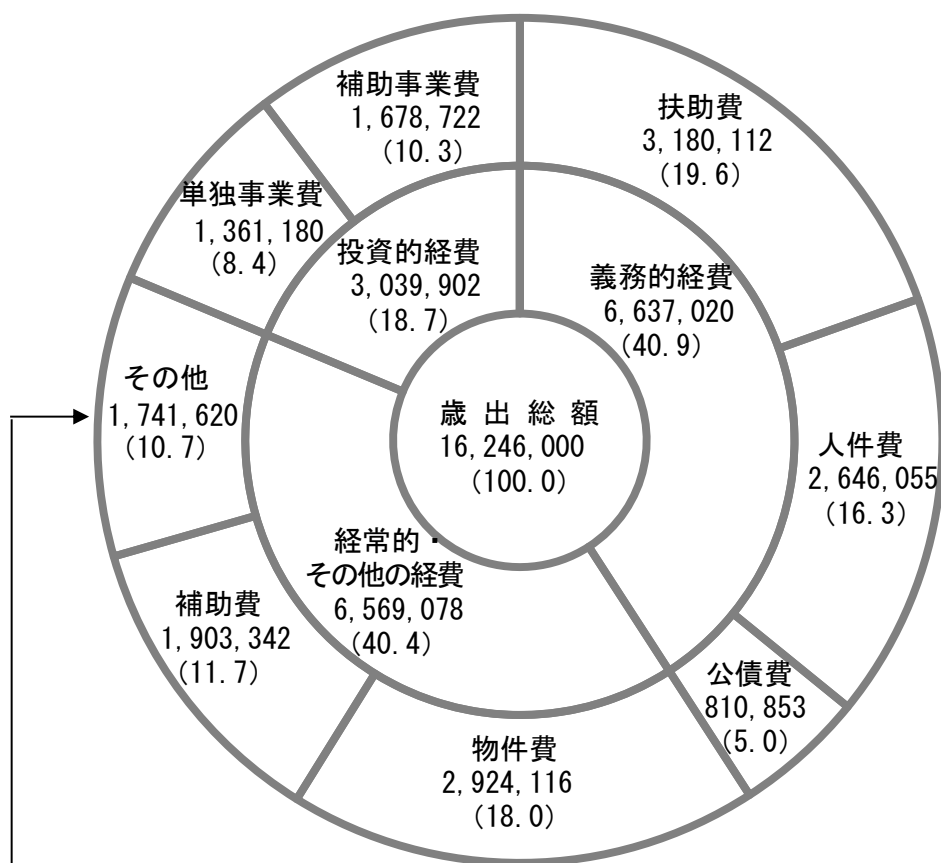 補助事業費
1,678,722
(10.3)
扶助費
3,180,112
(19.6)
単独事業費
1,361,180
(8.4)
投資的経費
3,039,902
(18.7)
義務的経費
6,637,020
(40.9)
その他
1,741,620
(10.7)
歳出総額
16,246,000
(100.0)
人件費
2,646,055
(16.3)
経常的・
その他の経費
6,569,078
(40.4)
補助費
1,903,342
(11.7)
公債費
810,853
(5.0)
物件費
2,924,116
(18.0)